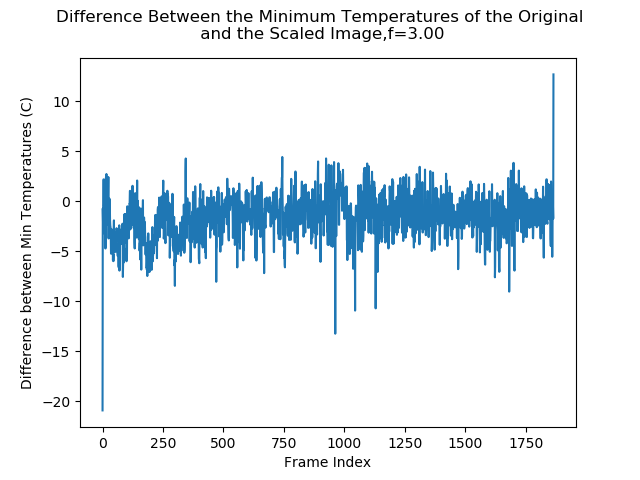 Difference Between the Minimum Temperatures of the Original
and the Scaled Image,f=3.00
Difference between Min Temperatures (C)
10
5
0
−5
−10
−15
−20
0 250 500 750 1000 1250 1500 1750
Frame Index